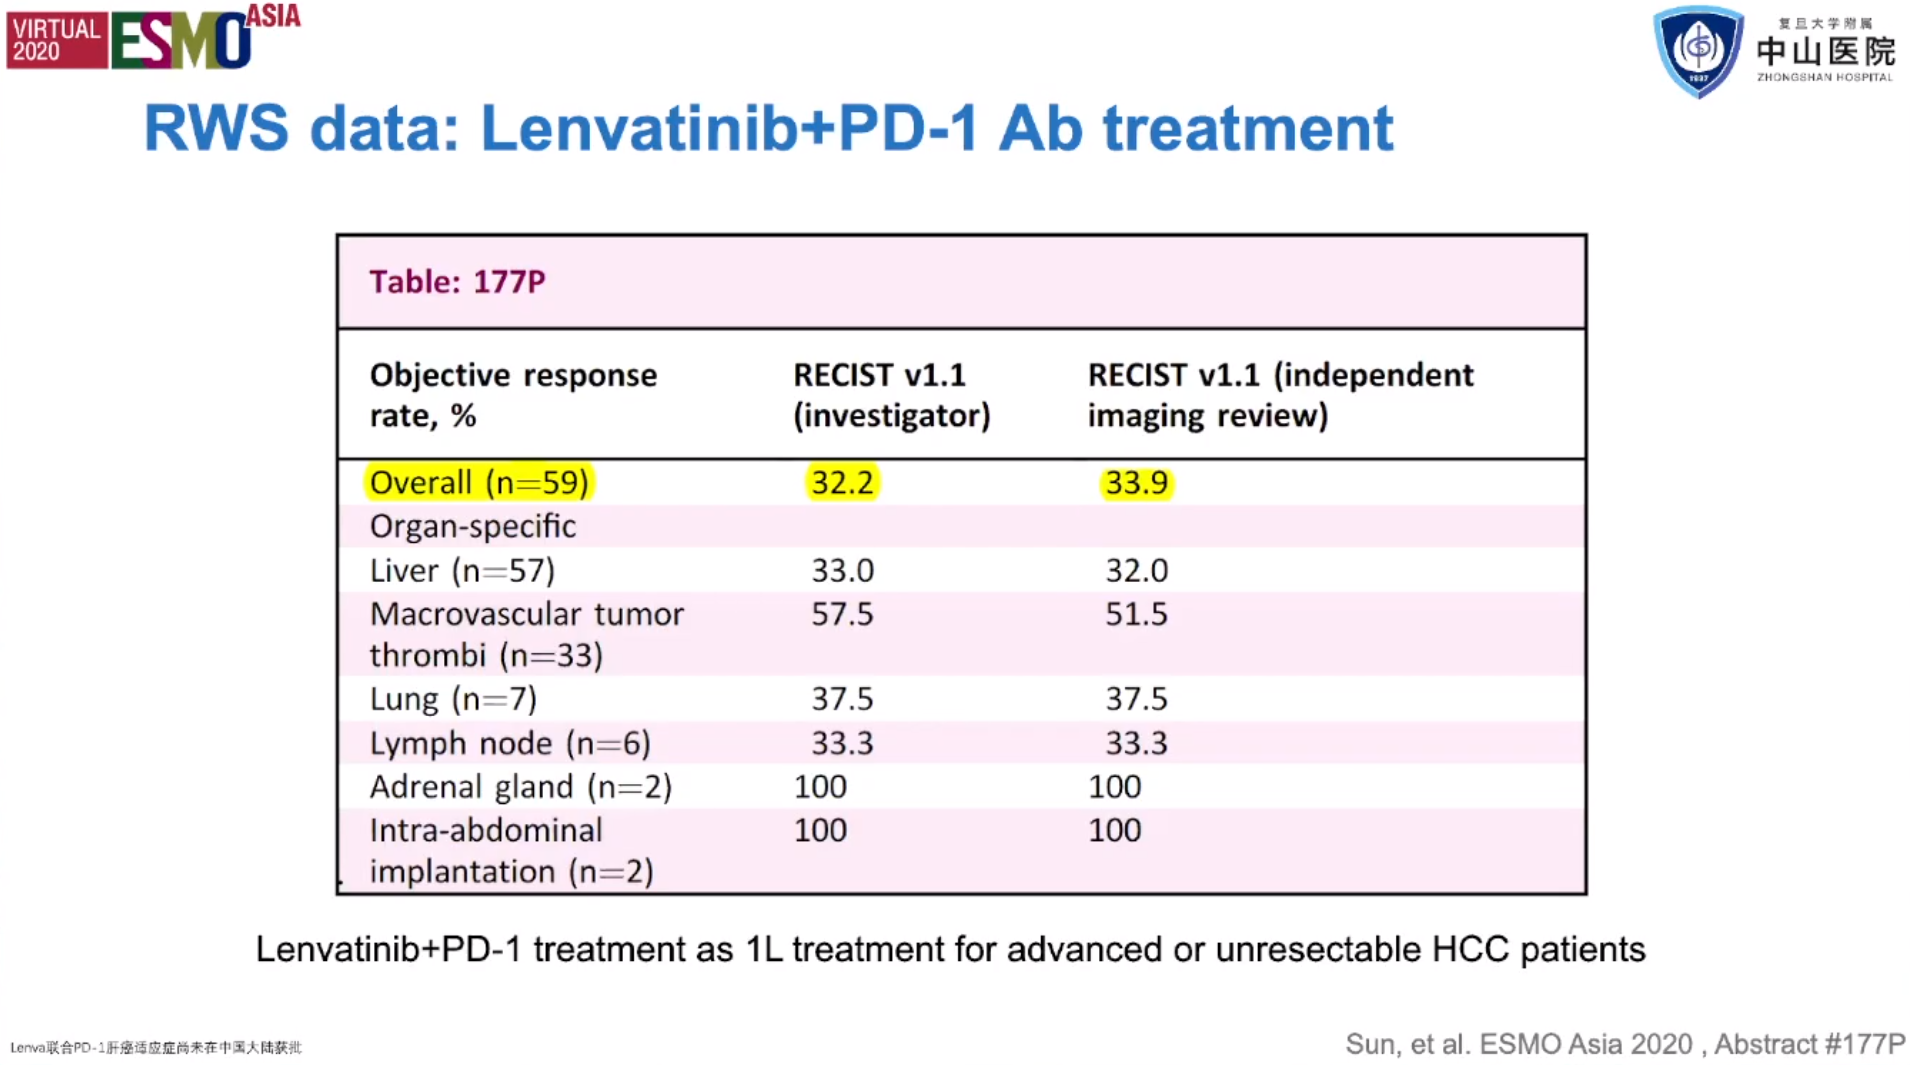 VIRTUAL
2020
ESMO
ASIA
1937
复旦大学附属
中山医院
ZHONGSHAN HOSPITAL
RWS data: Lenvatinib+PD-1 Ab treatment
Table: 177P
Objective response
rate, %
RECIST v1.1
(investigator)
RECIST v1.1 (independent
imaging review)
Overall (n=59) 32.2 33.9
Organ-specific
Liver (n=57) 33.0 32.0
Macrovascular tumor 57.5 51.5
thrombi (n=33)
Lung (n=7) 37.5 37.5
Lymph node (n=6) 33.3 33.3
Adrenal gland (n=2) 100 100
Intra-abdominal 100 100
implantation (n=2)
Lenvatinib+PD-1 treatment as 1L treatment for advanced or unresectable HCC patients
Lenva联合PD-1肝癌适应症尚未在中国大陆获批
Sun, et al. ESMO Asia 2020 , Abstract #177P